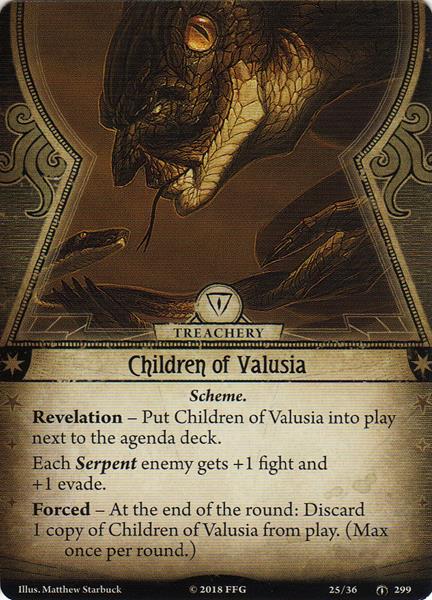 TREACHERY
Children of Valusia
Scheme.
Revelation – Put Children of Valusia into play
next to the agenda deck.
Each Serpent enemy gets +1 fight and
+1 evade.
Forced – At the end of the round: Discard
1 copy of Children of Valusia from play. (Max
once per round.)
Illus. Matthew Starbuck © 2018 FFG 25/36 299